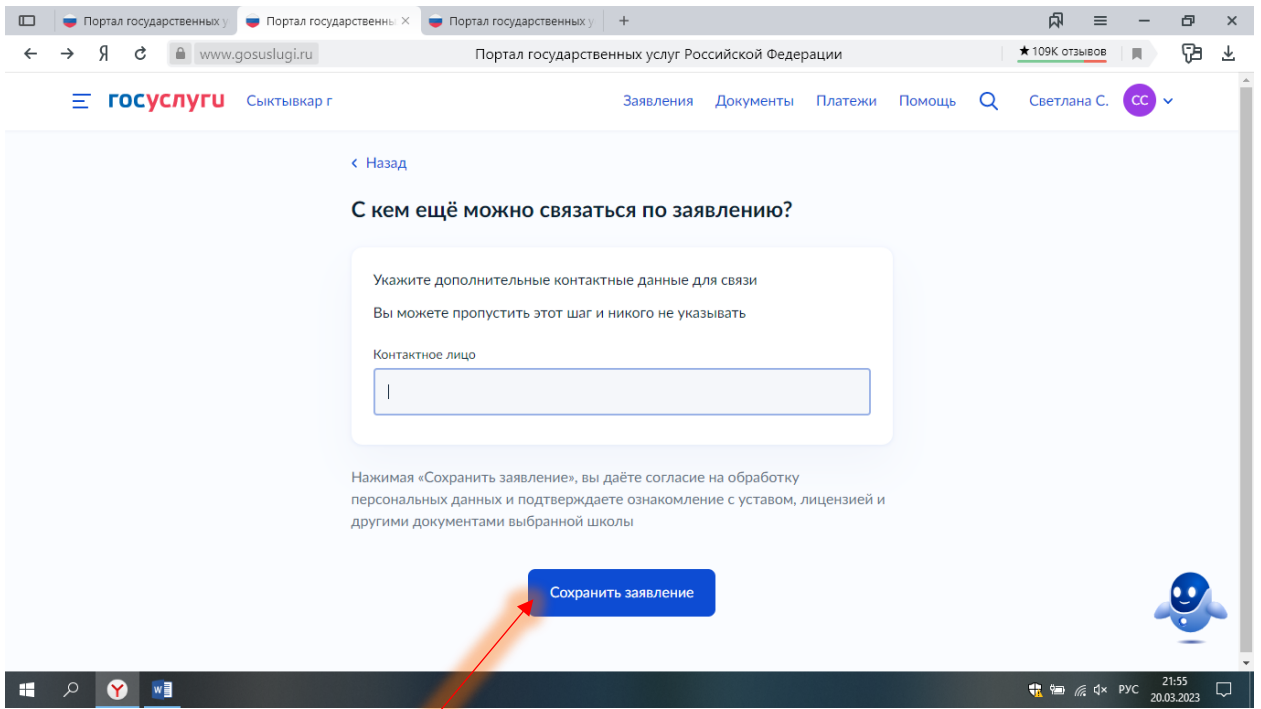 Портал государственных у
Портал государственны
Портал государственных у
www.gosuslugi.ru
Портал государственных услуг Российской Федерации
★109K отзывов
госуслуги
Сыктывкар г
Заявления
Документы
Платежи
Помощь
Светлана С.
СС
Назад
С кем ещё можно связаться по заявлению?
Укажите дополнительные контактные данные для связи
Вы можете пропустить этот шаг и никого не указывать
Контактное лицо
Нажимая «Сохранить заявление», вы даёте согласие на обработку
персональных данных и подтверждаете ознакомление с уставом, лицензией и
другими документами выбранной школы
Сохранить заявление
РУС
21:55
20.03.2023